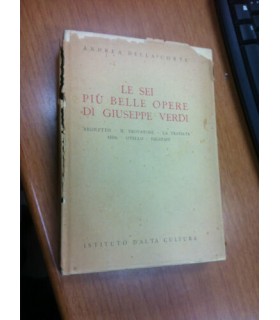 ANDREA DELLA CORTE
LE SEI
PIÙ BELLE OPERE
DI GIUSEPPE VERDI
RIGOLETTO - IL TROVATORE - LA TRAVIATA
AIDA - OTELLO - FALSTAFF
ISTITUTO D'ALTA CULTURA